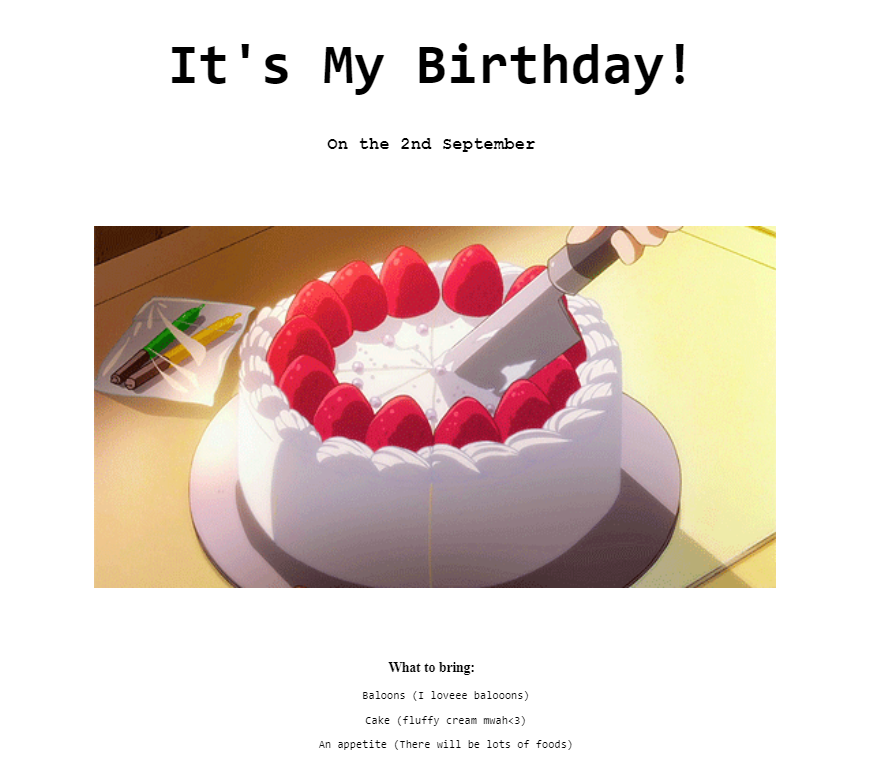 It's My Birthday!
On the 2nd September
What to bring:
Baloons (I loveee balooons)
Cake (fluffy cream mwah<3)
An appetite (There will be lots of foods)